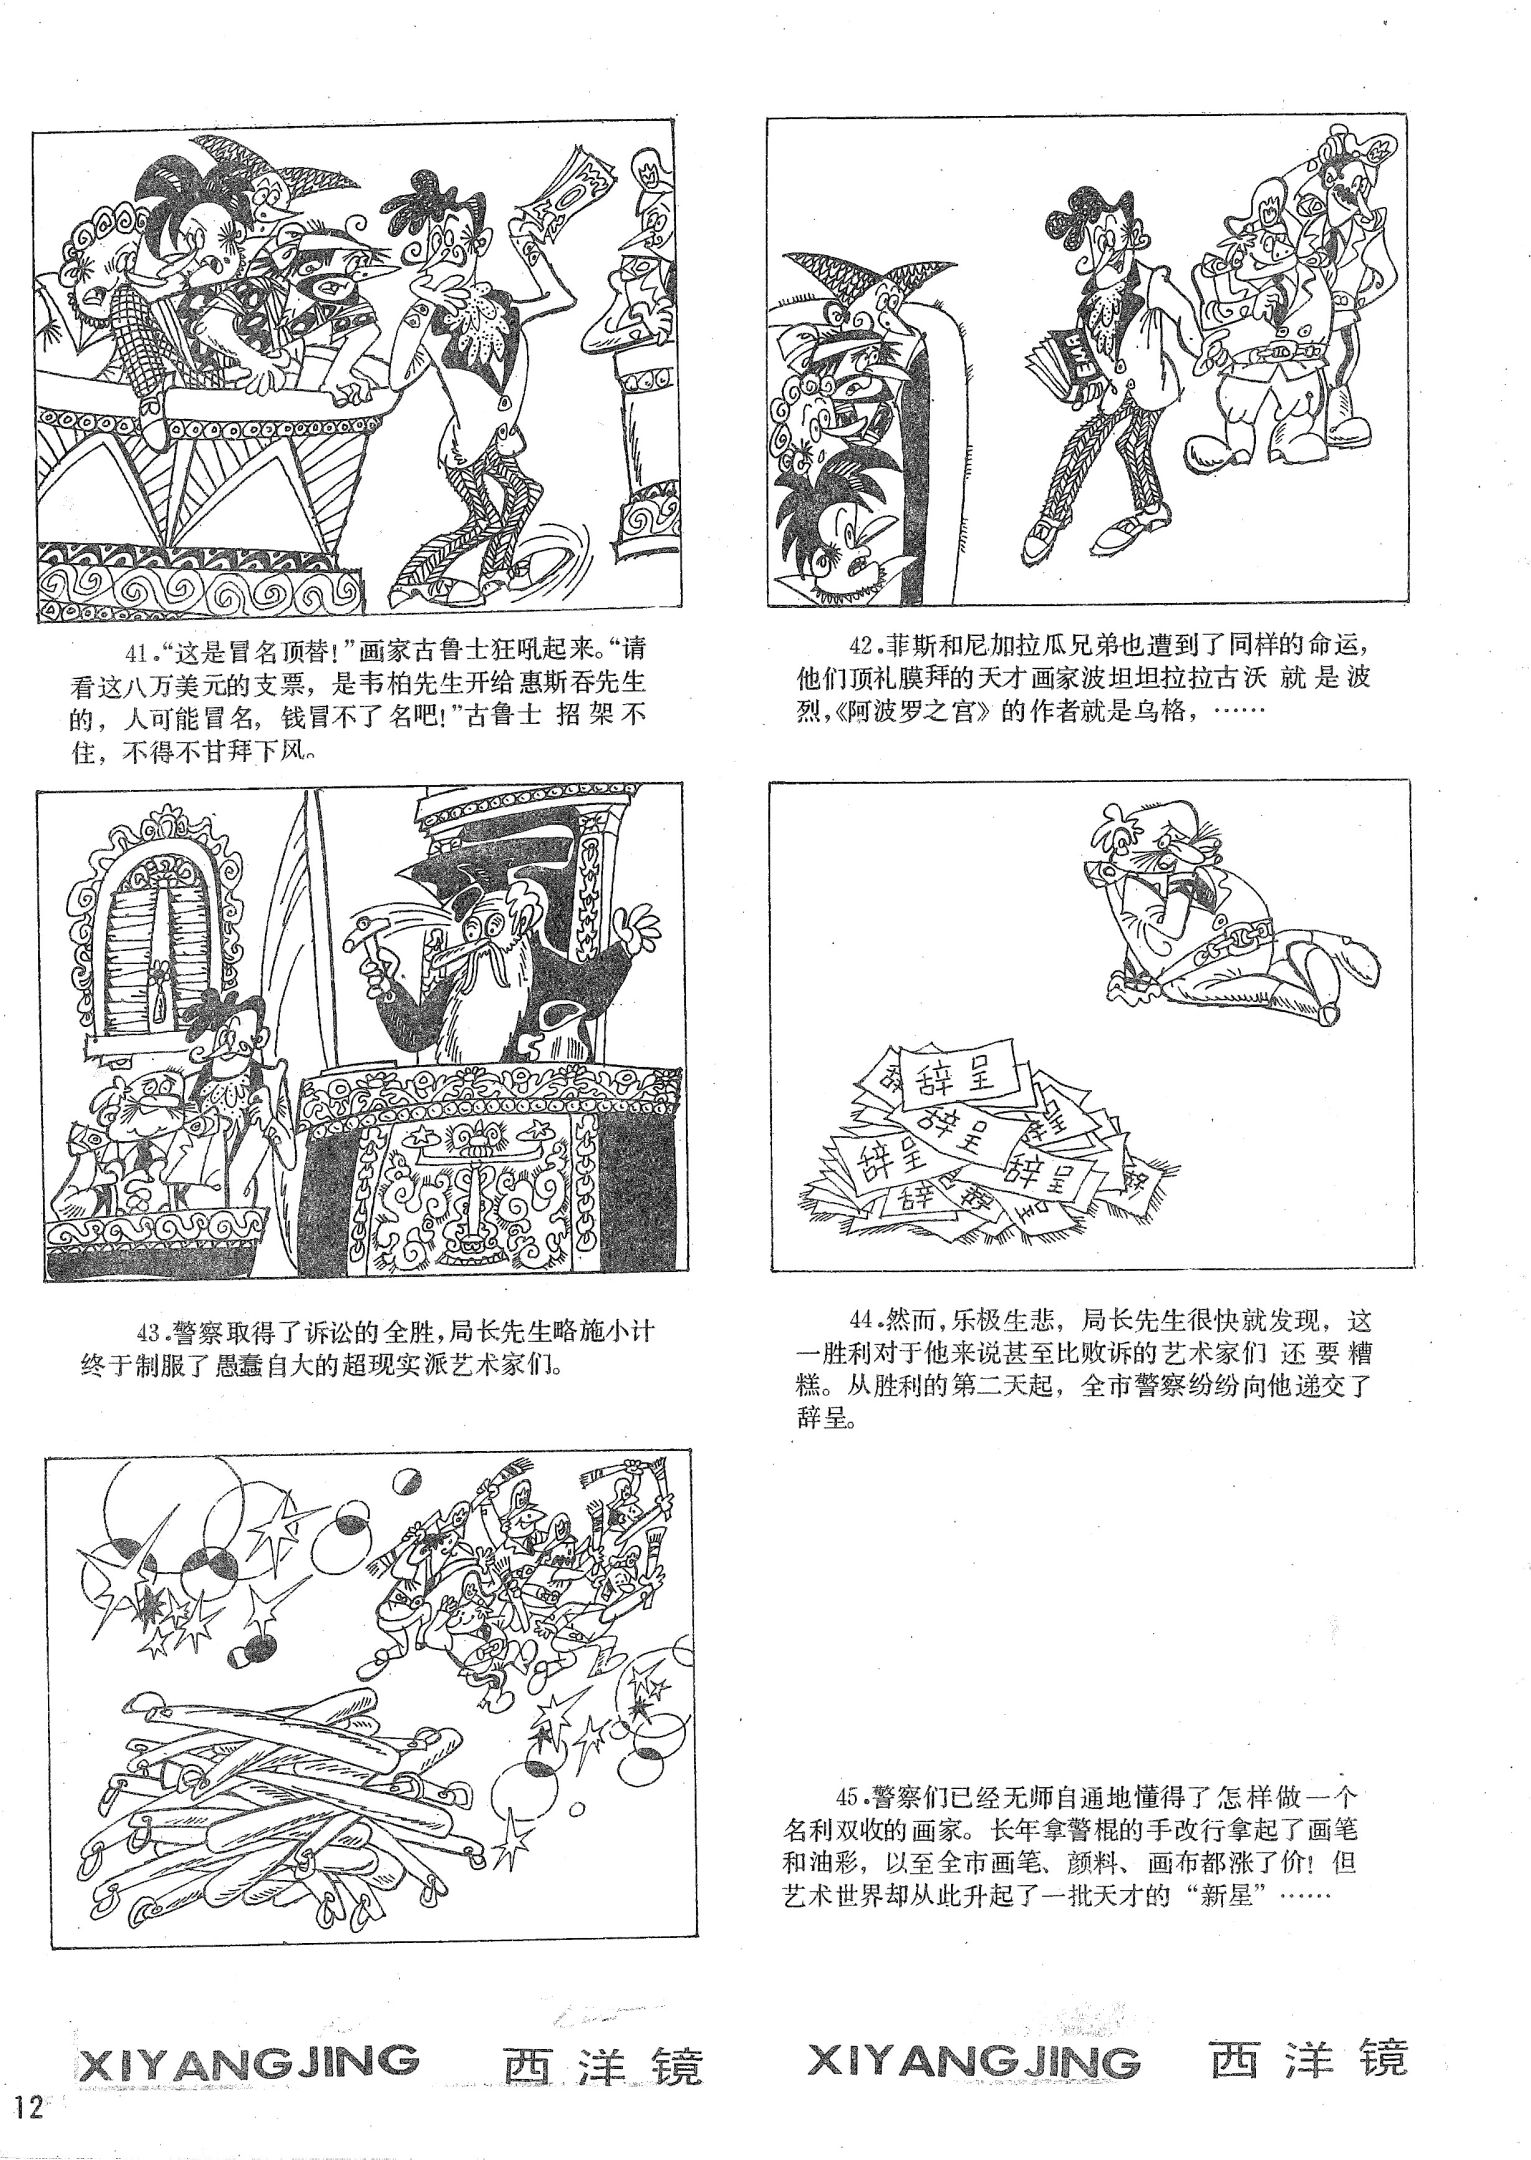 41.“这是冒名顶替!”画家古鲁士狂吼起来。“请
看这八万美元的支票，是韦柏先生开给惠斯吞先生
的，人可能冒名，钱冒不了名吧!”古鲁士 招 架 不
住，不得不甘拜下风。
42.菲斯和尼加拉瓜兄弟也遭到了同样的命运，
他们顶礼膜拜的天才画家波坦坦拉拉古沃 就 是 波
烈，《阿波罗之宫》的作者就是乌格，……
43.警察取得了诉讼的全胜，局长先生略施小计
终于制服了愚蠢自大的超现实派艺术家们。
辞呈
辞呈
辞呈
辞呈
辞呈
辞
呈
辞呈
44.然而，乐极生悲，局长先生很快就发现，这
一胜利对于他来说甚至比败诉的艺术家们 还 要 糟
糕。从胜利的第二天起，全市警察纷纷向他递交了
辞呈。
45.警察们已经无师自通地懂得了怎样做一个
名利双收的画家。长年拿警棍的手改行拿起了画笔
和油彩，以至全市画笔、颜料、画布都涨了价！但
艺术世界却从此升起了一批天才的“新星”……
XIYANGJING 西洋镜
XIYANGJING 西洋镜
12